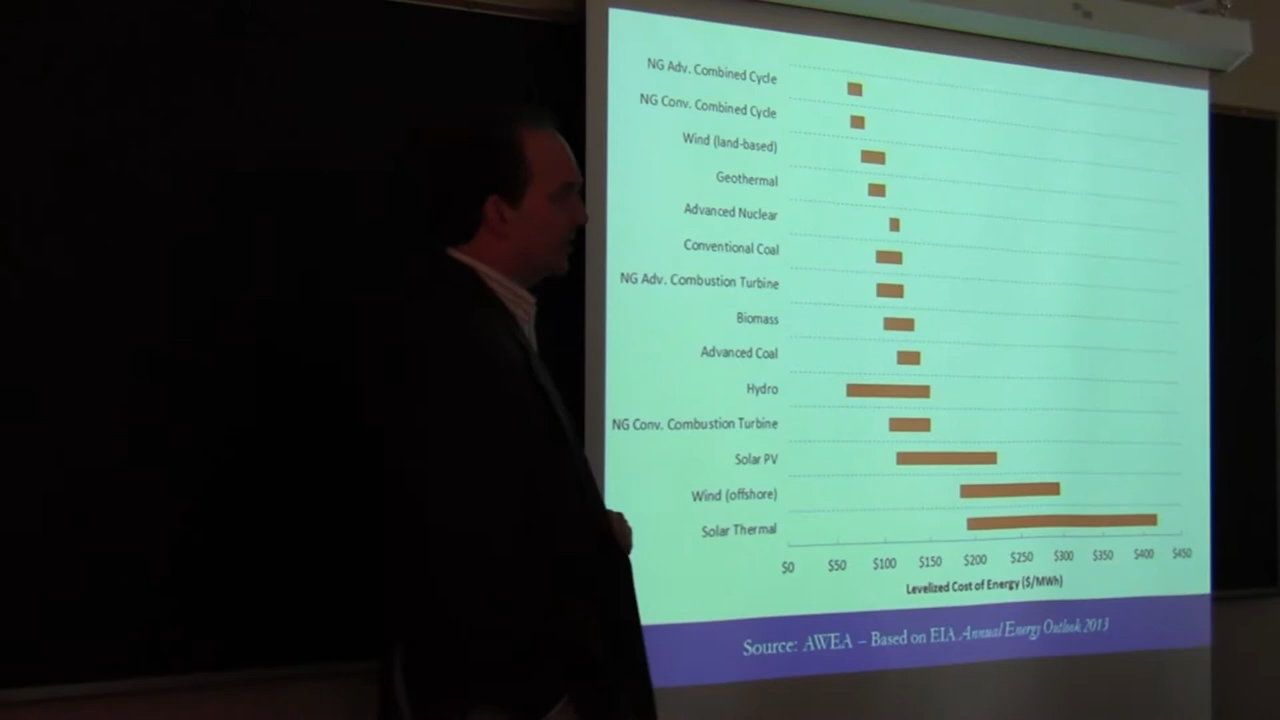 NG Adv. Combined Cycle
NG Conv. Combined Cycle
Wind (land-based)
Geothermal
Advanced Nuclear
Conventional Coal
NG Adv. Combustion Turbine
Biomass
Advanced Coal
Hydro
NG Conv. Combustion Turbine
Solar PV
Wind (offshore)
Solar Thermal
$0 $50 $100 $150 $200 $250 $300 $350 $400 $450
Levelized Cost of Energy ($/MWh)
Source: AWEA – Based on EIA Annual Energy Outlook 2013